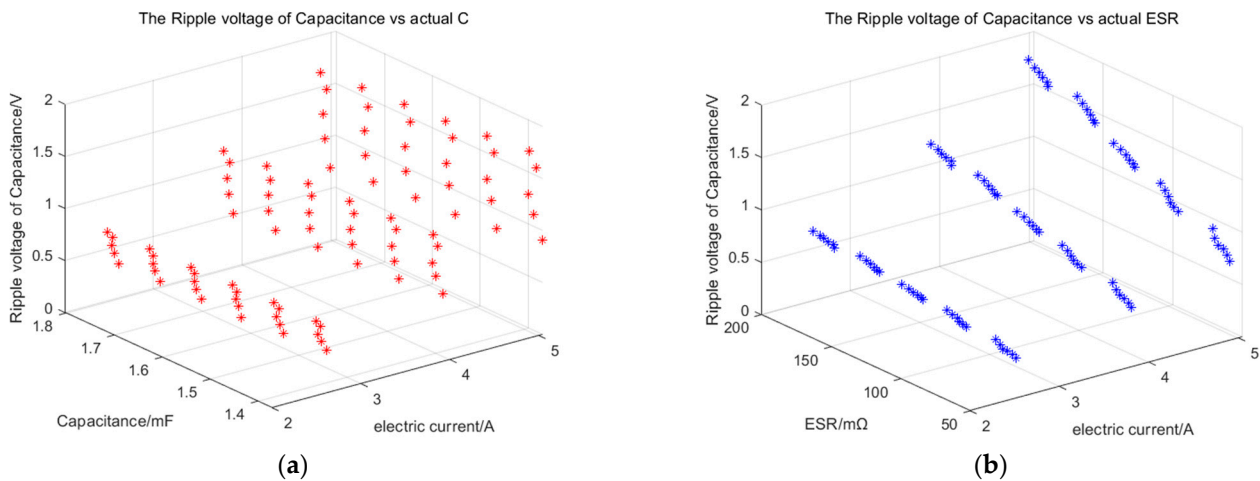 The Ripple voltage of Capacitance vs actual C
Ripple voltage of Capacitance/V
2
1.5
1
0.5
0
1.8
1.7
1.6
1.5
1.4
Capacitance/mF
2
3
4
5
electric current/A
(a)
The Ripple voltage of Capacitance vs actual ESR
Ripple voltage of Capacitance/V
2
1.5
1
0.5
0
200
150
100
50
ESR/mΩ
2
3
4
5
electric current/A
(b)